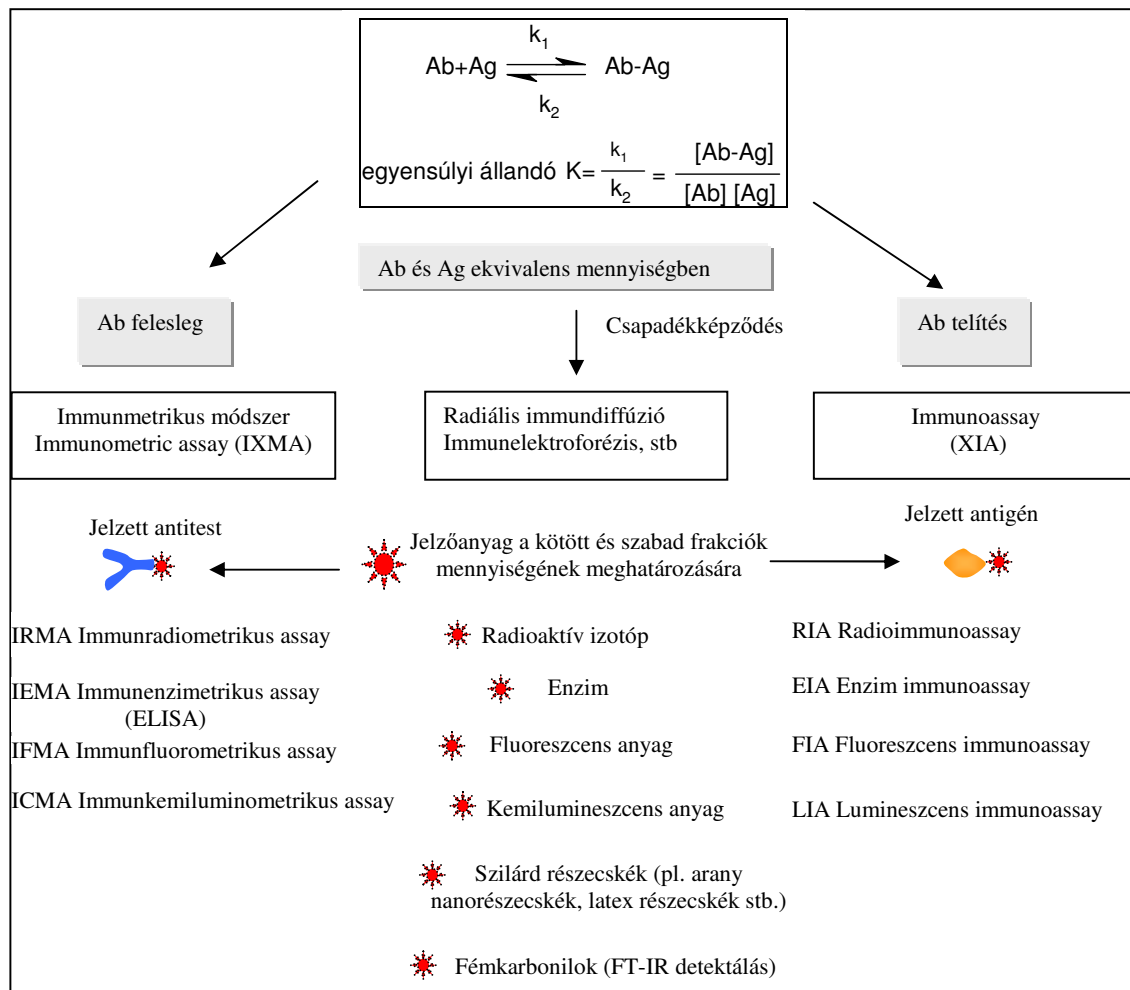 k1
Ab+Ag Ab-Ag
k2
egyensúlyi állandó K= k1 / k2 = [Ab-Ag] / [Ab] [Ag]
Ab és Ag ekvivalens mennyiségben
Ab felesleg
Csapadékképződés
Ab telítés
Immunmetrikus módszer
Immunometric assay (IXMA)
Radiális immundiffúzió
Immunelektroforézis, stb
Immunoassay
(XIA)
Jelzett antitest
Jelzőanyag a kötött és szabad frakciók
mennyiségének meghatározására
Jelzett antigén
IRMA Immunradiometrikus assay
Radioaktív izotóp
RIA Radioimmunoassay
IEMA Immunenzimetrikus assay
(ELISA)
Enzim
EIA Enzim immunoassay
IFMA Immunfluorometrikus assay
Fluoreszcens anyag
FIA Fluoreszcens immunoassay
ICMA Immunkemiluminometrikus assay
Kemilumineszcens anyag
LIA Lumineszcens immunoassay
Szilárd részecskék (pl. arany
nanorészecskék, latex részecskék stb.)
Fémkarbonilok (FT-IR detektálás)